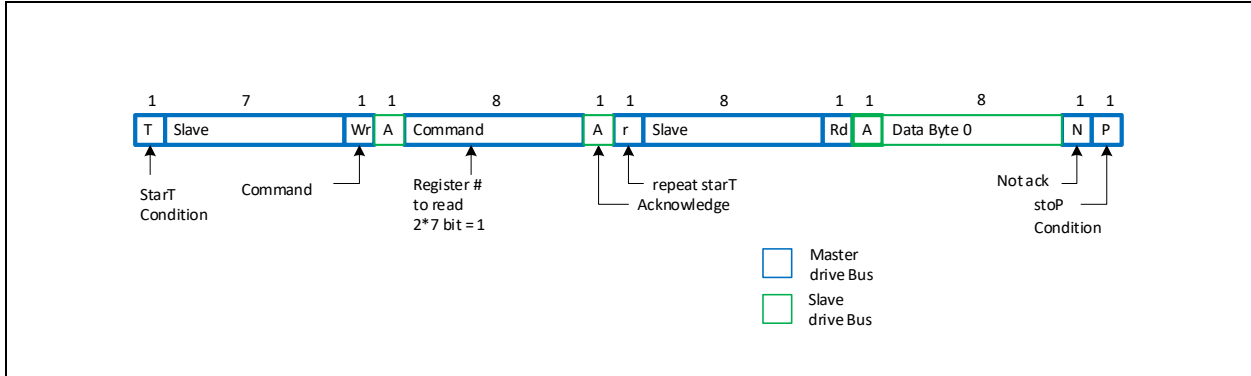 1 7 1 1 8 1 1 8 1 1 8 1 1
T Slave Wr A Command A r Slave Rd A Data Byte 0 N P
StarT
Condition
Command
Register #
to read
2*7 bit = 1
repeat starT
Acknowledge
Not ack
stoP
Condition
Master
drive Bus
Slave
drive Bus